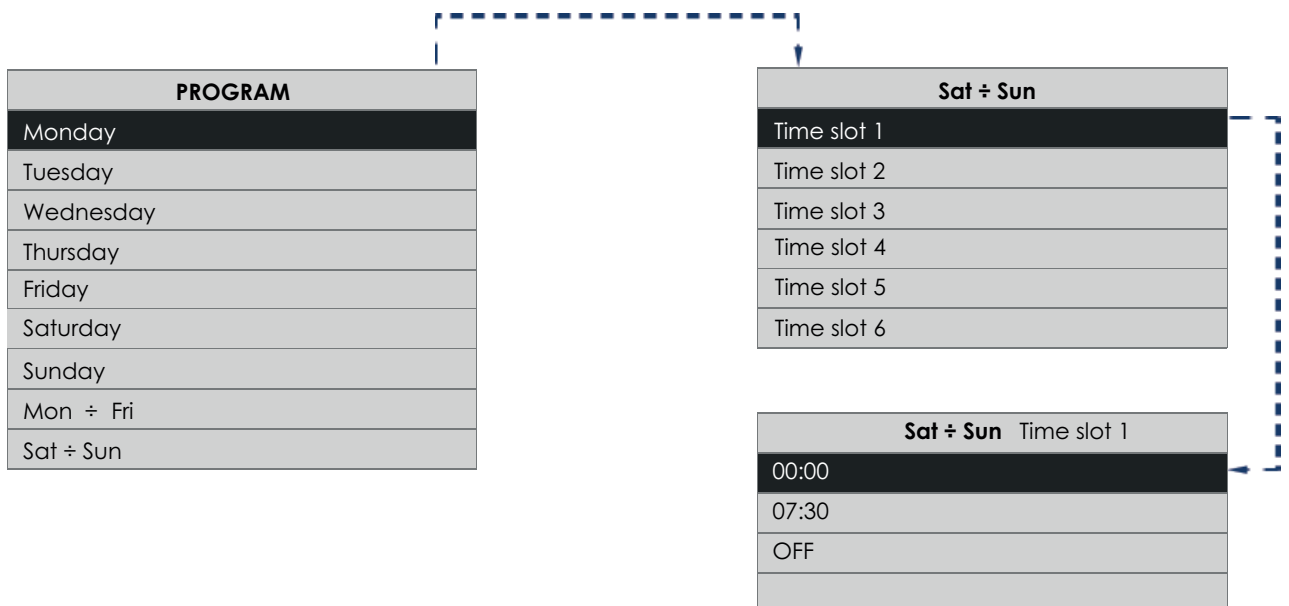 PROGRAM
Monday
Tuesday
Wednesday
Thursday
Friday
Saturday
Sunday
Mon ÷ Fri
Sat ÷ Sun
Sat ÷ Sun
Time slot 1
Time slot 2
Time slot 3
Time slot 4
Time slot 5
Time slot 6
Sat ÷ Sun Time slot 1
00:00
07:30
OFF